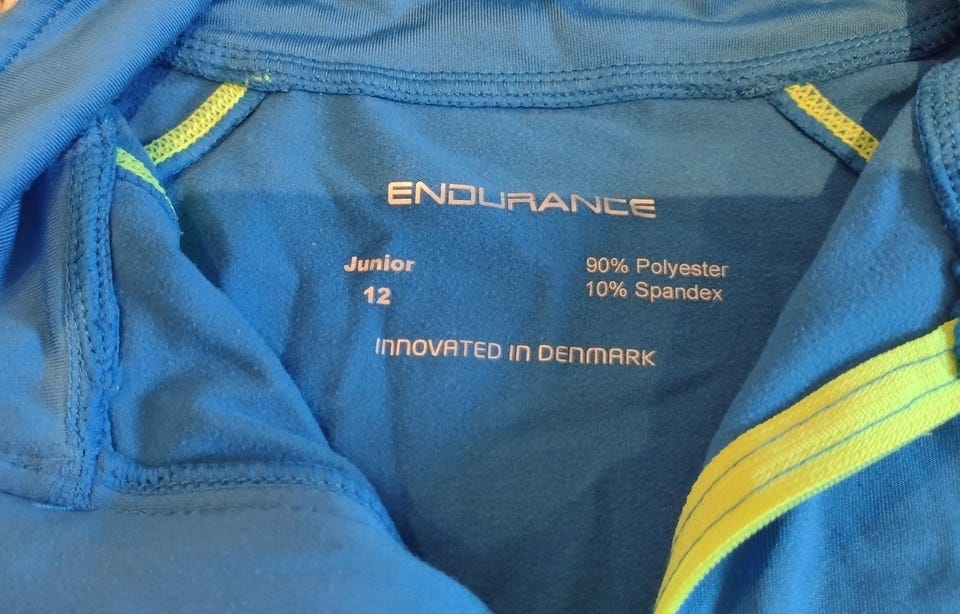 ENDURANCE
Junior
12
90% Polyester
10% Spandex
INNOVATED IN DENMARK